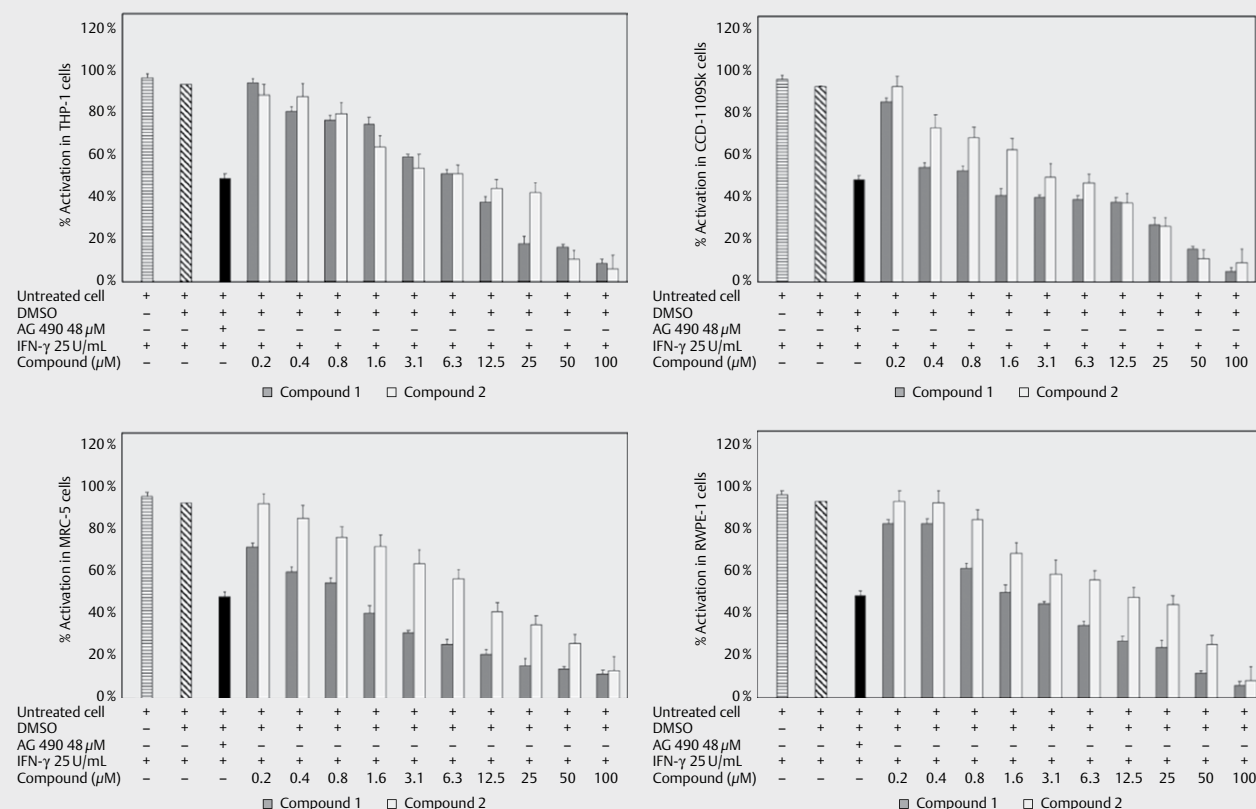 120 %
100 %
80 %
60 %
40 %
20 %
0 %
% Activation in THP-1 cells
Untreated cell + + + + + + + + + + + + +
DMSO – + + + + + + + + + + + +
AG 490 48 µM – – + – – – – – – – – – –
IFN-γ 25 U/mL + + + + + + + + + + + + +
Compound (µM) – – – 0.2 0.4 0.8 1.6 3.1 6.3 12.5 25 50 100
Compound 1 Compound 2
120 %
100 %
80 %
60 %
40 %
20 %
0 %
% Activation in CCD-1109Sk cells
Untreated cell + + + + + + + + + + + + +
DMSO – + + + + + + + + + + + +
AG 490 48 µM – – + – – – – – – – – – –
IFN-γ 25 U/mL + + + + + + + + + + + + +
Compound (µM) – – – 0.2 0.4 0.8 1.6 3.1 6.3 12.5 25 50 100
Compound 1 Compound 2
120 %
100 %
80 %
60 %
40 %
20 %
0 %
% Activation in MRC-5 cells
Untreated cell + + + + + + + + + + + + +
DMSO – + + + + + + + + + + + +
AG 490 48 µM – – + – – – – – – – – – –
IFN-γ 25 U/mL + + + + + + + + + + + + +
Compound (µM) – – – 0.2 0.4 0.8 1.6 3.1 6.3 12.5 25 50 100
Compound 1 Compound 2
120 %
100 %
80 %
60 %
40 %
20 %
0 %
% Activation in RWPE-1 cells
Untreated cell + + + + + + + + + + + + +
DMSO – + + + + + + + + + + + +
AG 490 48 µM – – + – – – – – – – – – –
IFN-γ 25 U/mL + + + + + + + + + + + + +
Compound (µM) – – – 0.2 0.4 0.8 1.6 3.1 6.3 12.5 25 50 100
Compound 1 Compound 2